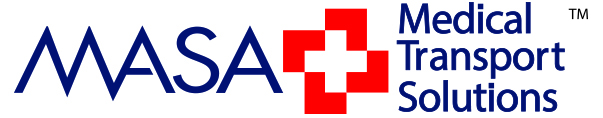 MASA
Medical ™
Transport
Solutions